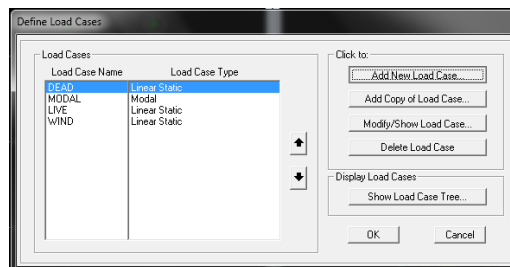 Define Load Cases
Load Cases
Load Case Name Load Case Type
DEAD Linear Static
MODAL Modal
LIVE Linear Static
WIND Linear Static
Click to:
Add New Load Case...
Add Copy of Load Case...
Modify/Show Load Case...
Delete Load Case
Display Load Cases
Show Load Case Tree...
OK Cancel